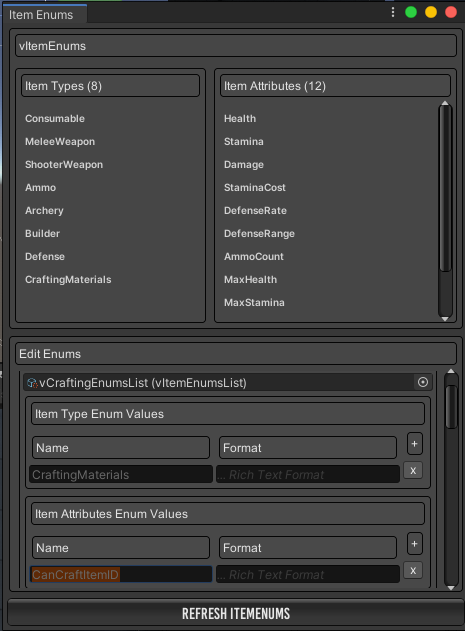 Item Enums
vItemEnums
Item Types (8)
Consumable
MeleeWeapon
ShooterWeapon
Ammo
Archery
Builder
Defense
CraftingMaterials
Item Attributes (12)
Health
Stamina
Damage
StaminaCost
DefenseRate
DefenseRange
AmmoCount
MaxHealth
MaxStamina
Edit Enums
vCraftingEnumsList (vItemEnumsList)
Item Type Enum Values
Name Format +
CraftingMaterials ... Rich Text Format x
Item Attributes Enum Values
Name Format +
CanCraftItemID ... Rich Text Format x
REFRESH ITEMENUMS